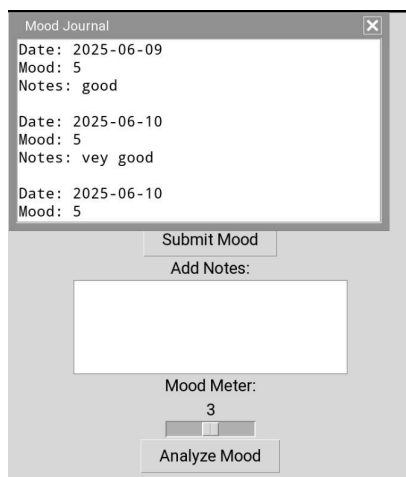 Mood Journal
Date: 2025-06-09
Mood: 5
Notes: good
Date: 2025-06-10
Mood: 5
Notes: vey good
Date: 2025-06-10
Mood: 5
Submit Mood
Add Notes:
Mood Meter:
3
Analyze Mood